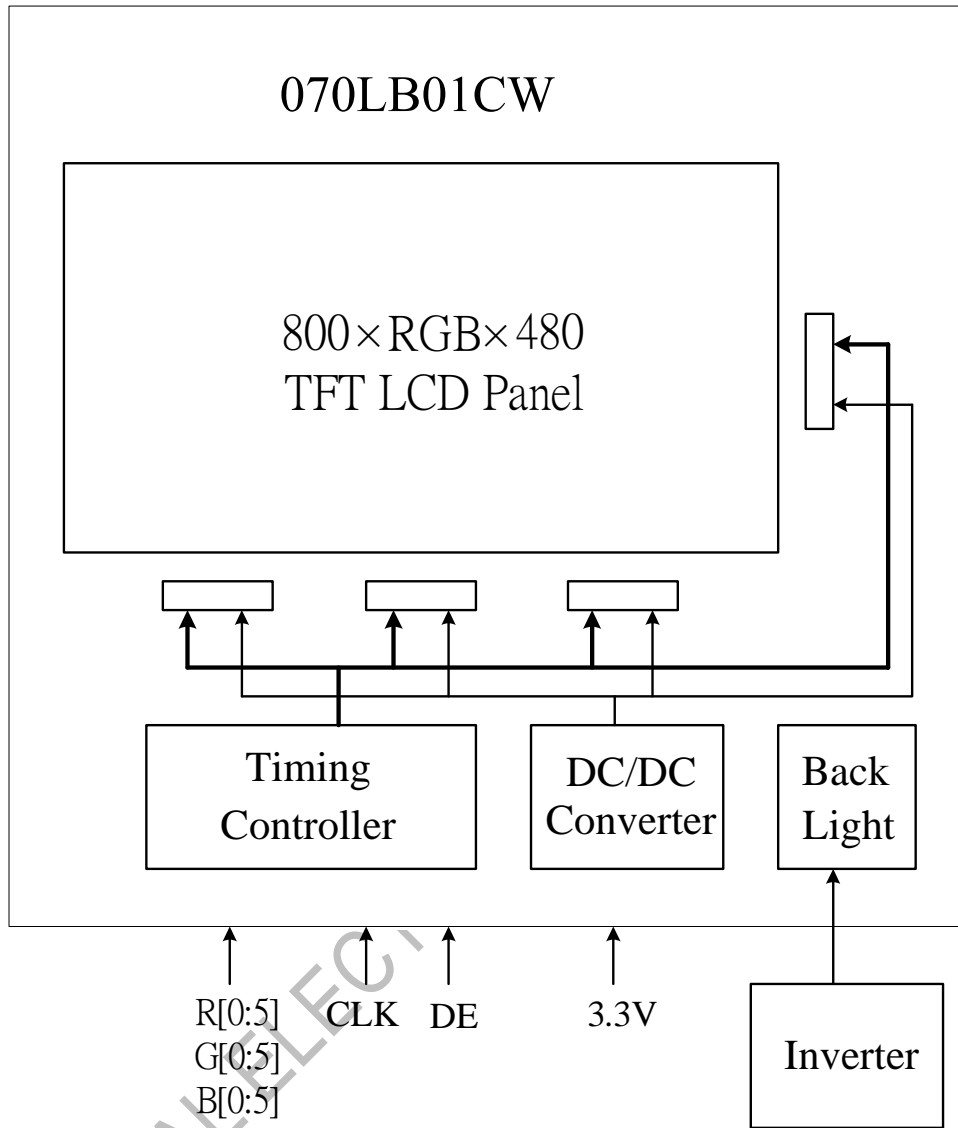 070LB01CW
800×RGB×480
TFT LCD Panel
Timing
Controller
DC/DC
Converter
Back
Light
R[0:5]
G[0:5]
B[0:5]
CLK
DE
3.3V
Inverter